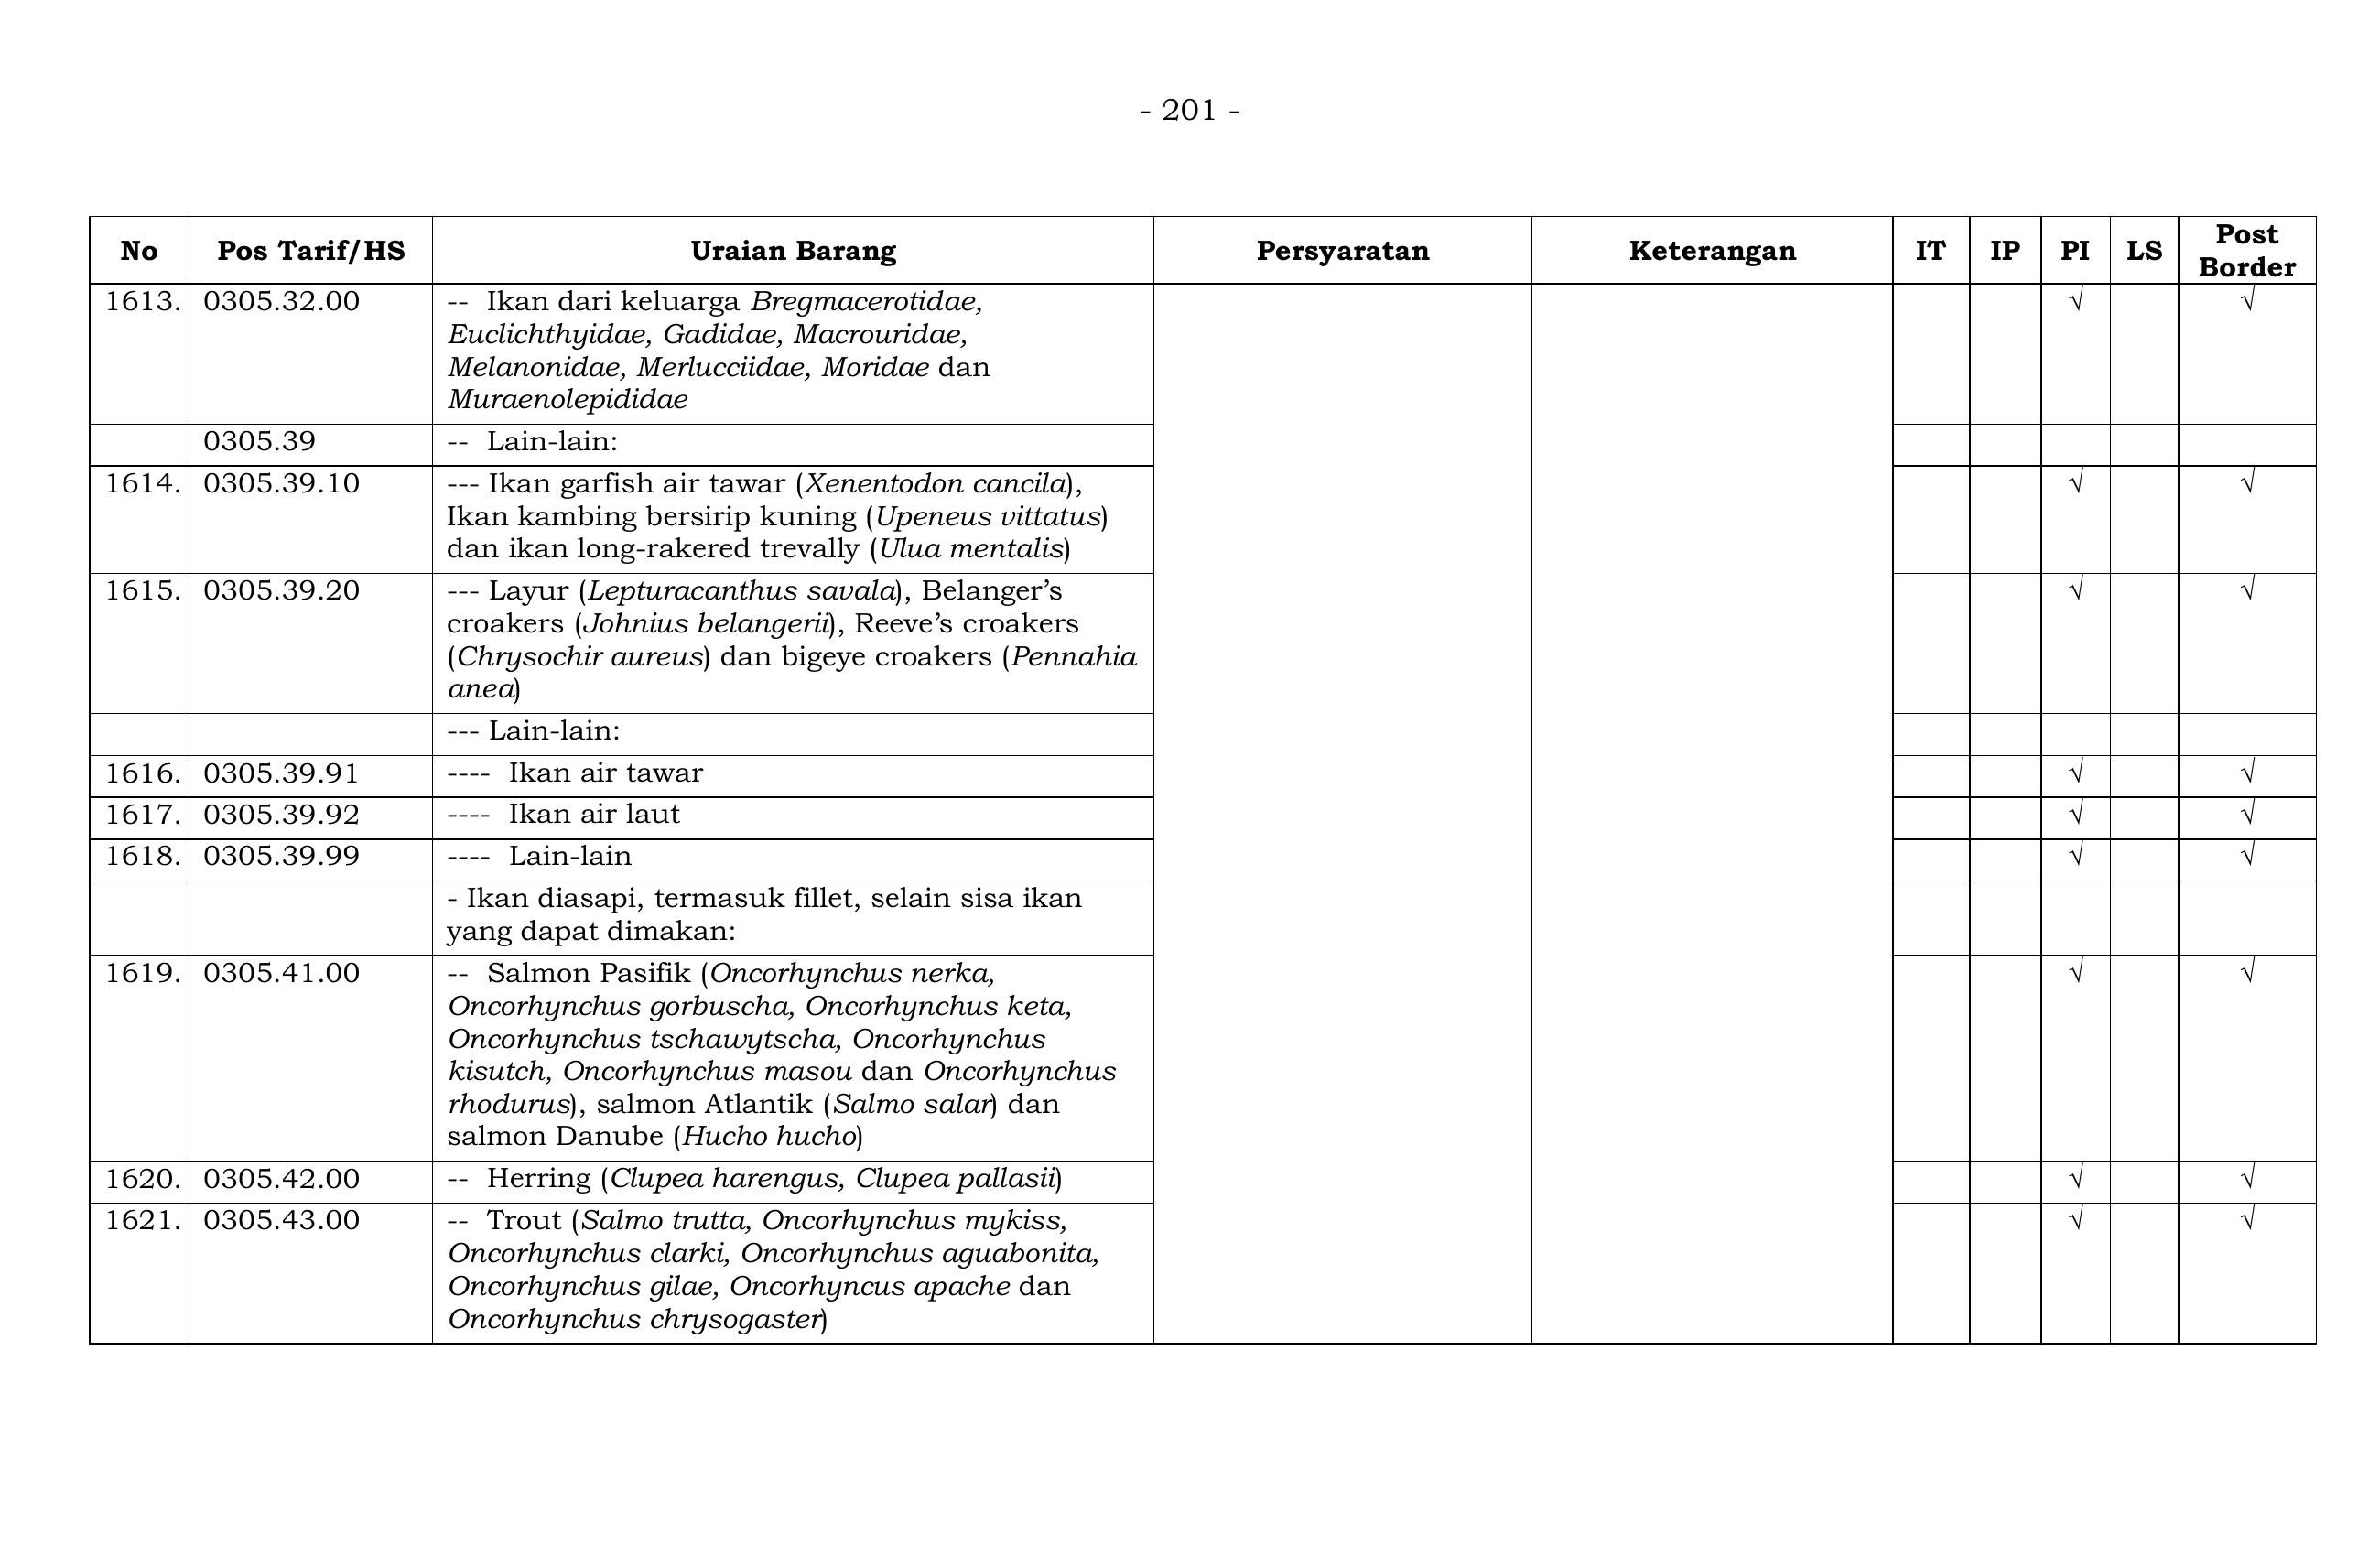 - 201 -
No Pos Tarif/HS Uraian Barang Persyaratan Keterangan IT IP PI LS Post Border
1613. 0305.32.00 -- Ikan dari keluarga Bregmacerotidae, √ √
Euclichthyidae, Gadidae, Macrouridae,
Melanonidae, Merlucciidae, Moridae dan
Muraenolepididae
0305.39 -- Lain-lain:
1614. 0305.39.10 --- Ikan garfish air tawar (Xenentodon cancila), √ √
Ikan kambing bersirip kuning (Upeneus vittatus)
dan ikan long-rakered trevally (Ulua mentalis)
1615. 0305.39.20 --- Layur (Lepturacanthus savala), Belanger’s √ √
croakers (Johnius belangerii), Reeve’s croakers
(Chrysochir aureus) dan bigeye croakers (Pennahia
anea)
--- Lain-lain:
1616. 0305.39.91 ---- Ikan air tawar √ √
1617. 0305.39.92 ---- Ikan air laut √ √
1618. 0305.39.99 ---- Lain-lain √ √
- Ikan diasapi, termasuk fillet, selain sisa ikan
yang dapat dimakan:
1619. 0305.41.00 -- Salmon Pasifik (Oncorhynchus nerka, √ √
Oncorhynchus gorbuscha, Oncorhynchus keta,
Oncorhynchus tschawytscha, Oncorhynchus
kisutch, Oncorhynchus masou dan Oncorhynchus
rhodurus), salmon Atlantik (Salmo salar) dan
salmon Danube (Hucho hucho)
1620. 0305.42.00 -- Herring (Clupea harengus, Clupea pallasii) √ √
1621. 0305.43.00 -- Trout (Salmo trutta, Oncorhynchus mykiss, √ √
Oncorhynchus clarki, Oncorhynchus aguabonita,
Oncorhynchus gilae, Oncorhyncus apache dan
Oncorhynchus chrysogaster)